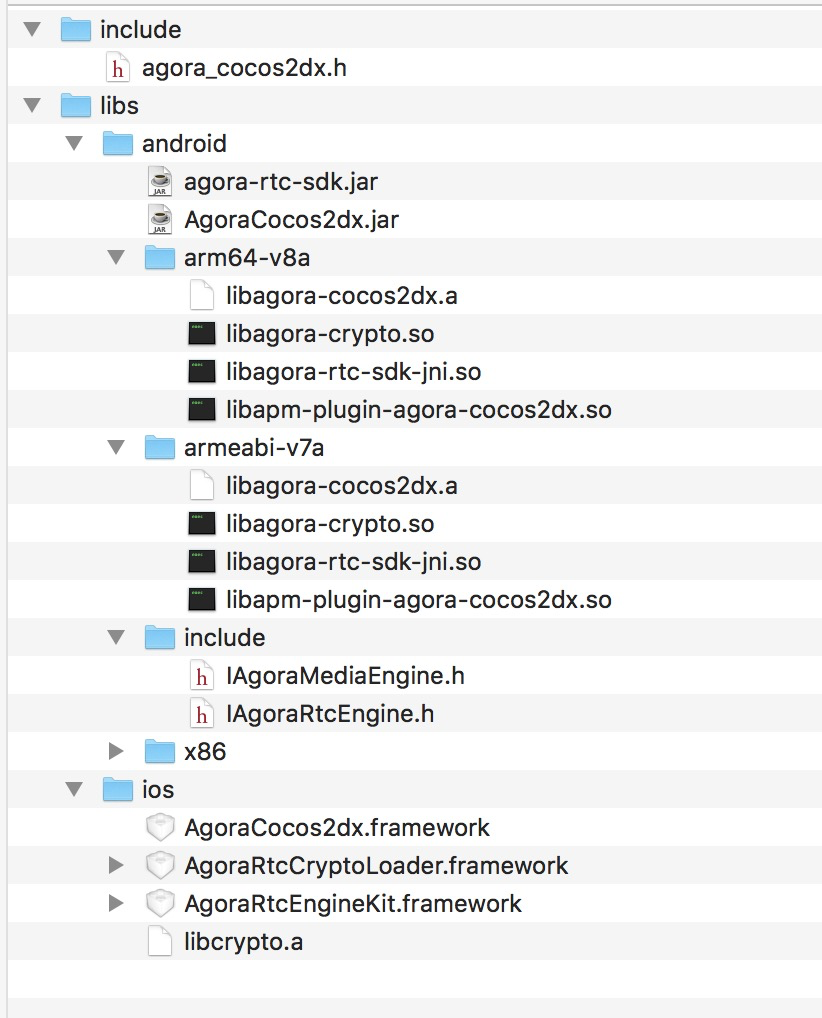 include
agora_cocos2dx.h
libs
android
agora-rtc-sdk.jar
AgoraCocos2dx.jar
arm64-v8a
libagora-cocos2dx.a
libagora-crypto.so
libagora-rtc-sdk-jni.so
libapm-plugin-agora-cocos2dx.so
armeabi-v7a
libagora-cocos2dx.a
libagora-crypto.so
libagora-rtc-sdk-jni.so
libapm-plugin-agora-cocos2dx.so
include
IAgoraMediaEngine.h
IAgoraRtcEngine.h
x86
ios
AgoraCocos2dx.framework
AgoraRtcCryptoLoader.framework
AgoraRtcEngineKit.framework
libcrypto.a